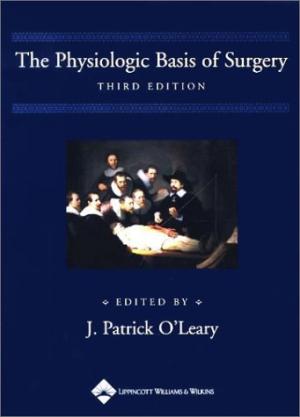 The Physiologic Basis of Surgery
THIRD EDITION
EDITED BY
J. Patrick O'Leary
LIPPINCOTT WILLIAMS & WILKINS